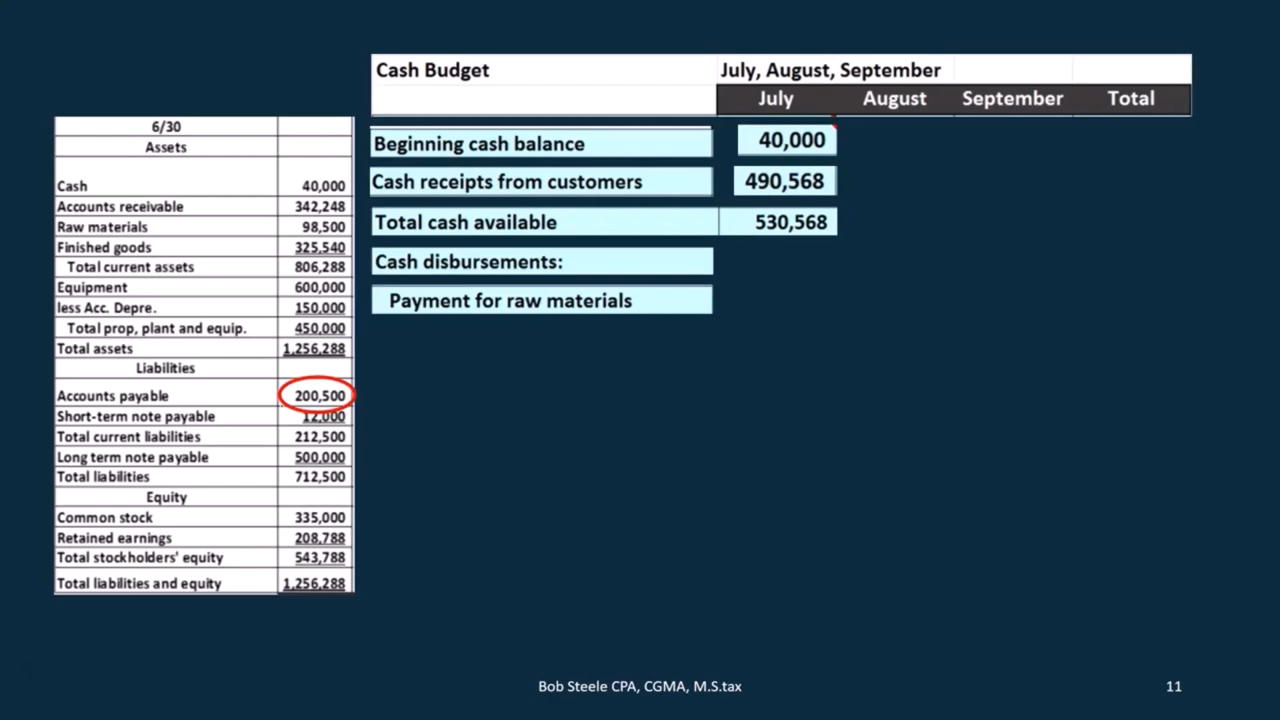 Cash Budget July, August, September
July August September Total
6/30
Assets
Cash 40,000
Accounts receivable 342,248
Raw materials 98,500
Finished goods 325,540
Total current assets 806,288
Equipment 600,000
less Acc. Depre. 150,000
Total prop, plant and equip. 450,000
Total assets 1,256,288
Liabilities
Accounts payable 200,500
Short-term note payable 12,000
Total current liabilities 212,500
Long term note payable 500,000
Total liabilities 712,500
Equity
Common stock 335,000
Retained earnings 208,788
Total stockholders' equity 543,788
Total liabilities and equity 1,256,288
Beginning cash balance 40,000
Cash receipts from customers 490,568
Total cash available 530,568
Cash disbursements:
Payment for raw materials
Bob Steele CPA, CGMA, M.S.tax 11